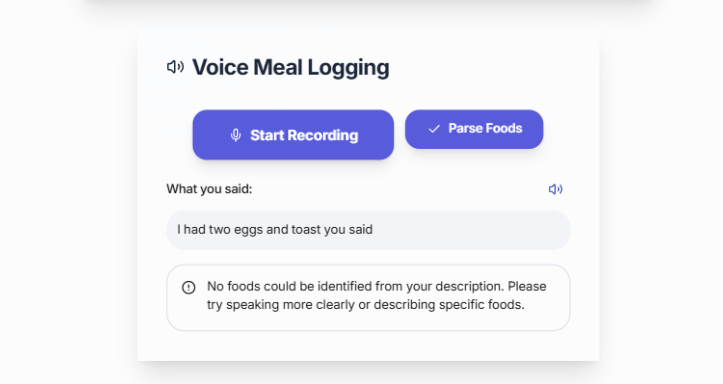 Voice Meal Logging
Start Recording
Parse Foods
What you said:
I had two eggs and toast you said
No foods could be identified from your description. Please
try speaking more clearly or describing specific foods.